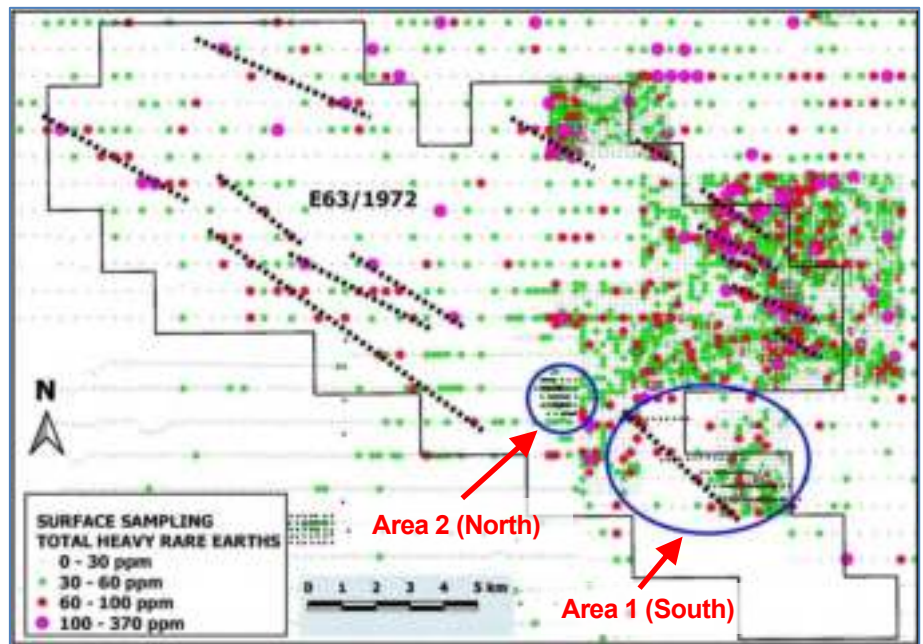 E63/1972
N
Area 2 (North)
SURFACE SAMPLING
TOTAL HEAVY RARE EARTHS
0 - 30 ppm
30 - 60 ppm
60 - 100 ppm
100 - 370 ppm
0 1 2 3 4 5 km
Area 1 (South)